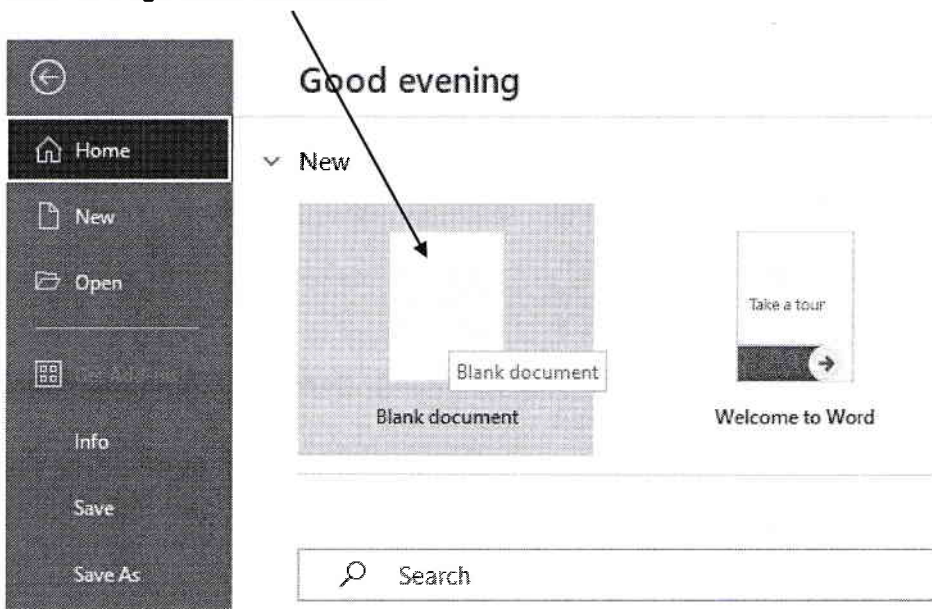 Good evening
Home
New
New
Open
Take a tour
Blank document
Blank document
Welcome to Word
Info
Save
Save As
Search